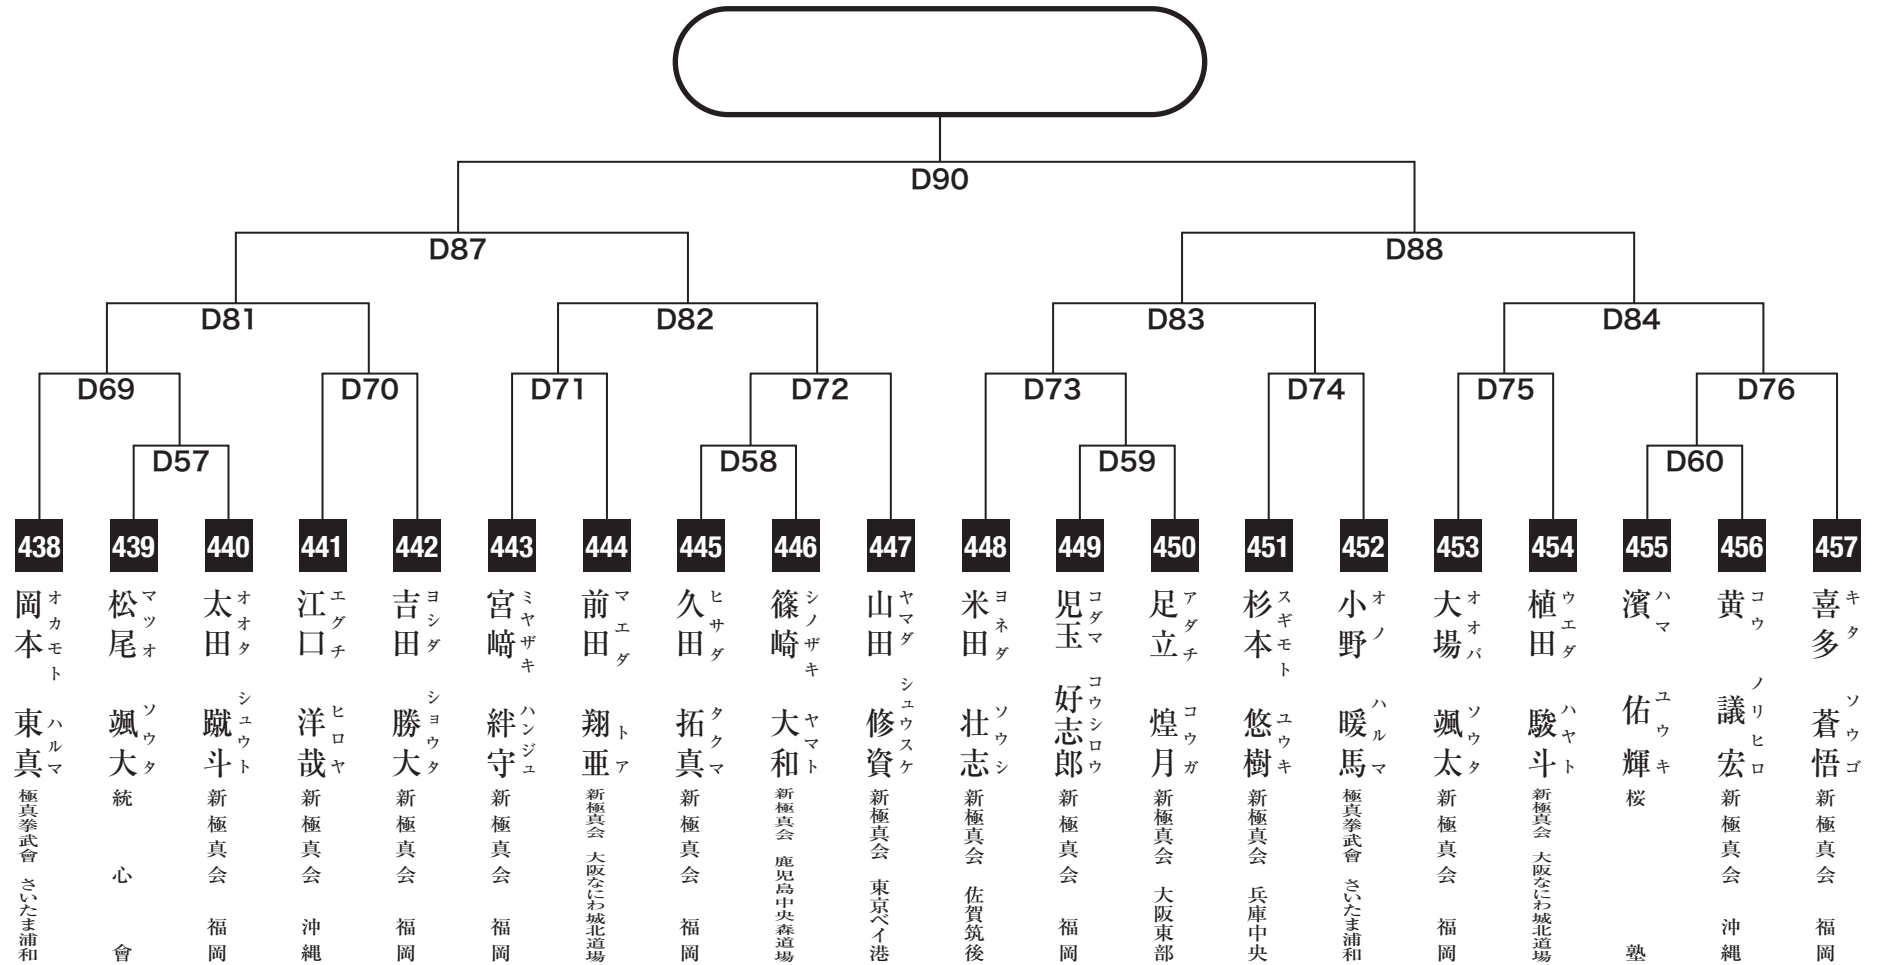 D90
D87
D88
D81
D82
D83
D84
D69
D70
D71
D72
D73
D74
D75
D76
D57
D58
D59
D60
438
岡本 東真
オカモト ハルマ
極真拳武會 さいたま浦和
439
松尾 颯大
マツオ ソウタ
統心會
440
太田 蹴斗
オオタ シュウト
新極真会 福岡
441
江口 洋哉
エグチ ヒロヤ
新極真会 沖縄
442
吉田 勝大
ヨシダ ショウタ
新極真会 福岡
443
宮﨑 絆守
ミヤザキ ハンジュ
新極真会 福岡
444
前田 翔亜
マエダ トア
新極真会 大阪なにわ城北道場
445
久田 拓真
ヒサダ タクマ
新極真会 福岡
446
篠崎 大和
シノザキ ヤマト
新極真会 鹿児島中央森道場
447
山田 修資
ヤマダ シュウスケ
新極真会 東京ベイ港
448
米田 壮志
ヨネダ ソウシ
新極真会 佐賀筑後
449
児玉 好志郎
コダマ コウシロウ
新極真会 福岡
450
足立 煌月
アダチ コウガ
新極真会 大阪東部
451
杉本 悠樹
スギモト ユウキ
新極真会 兵庫中央
452
小野 暖馬
オノ ハルマ
極真拳武會 さいたま浦和
453
大場 颯太
オオバ ソウタ
新極真会 福岡
454
植田 駿斗
ウエダ ハヤト
新極真会 大阪なにわ城北道場
455
濱 佑輝
ハマ ユウキ
桜塾
456
黄 議宏
コウ ノリヒロ
新極真会 沖縄
457
喜多 蒼悟
キタ ソウゴ
新極真会 福岡